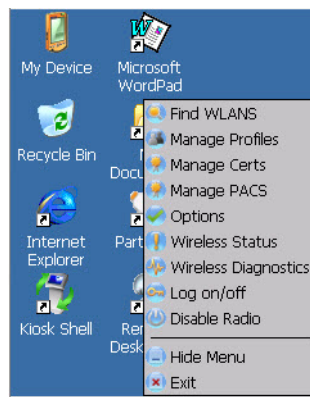 My Device
Microsoft
WordPad
Recycle Bin
Internet
Explorer
Kiosk Shell
Find WLANS
Manage Profiles
Manage Certs
Manage PACS
Options
Wireless Status
Wireless Diagnostics
Log on/off
Disable Radio
Hide Menu
Exit